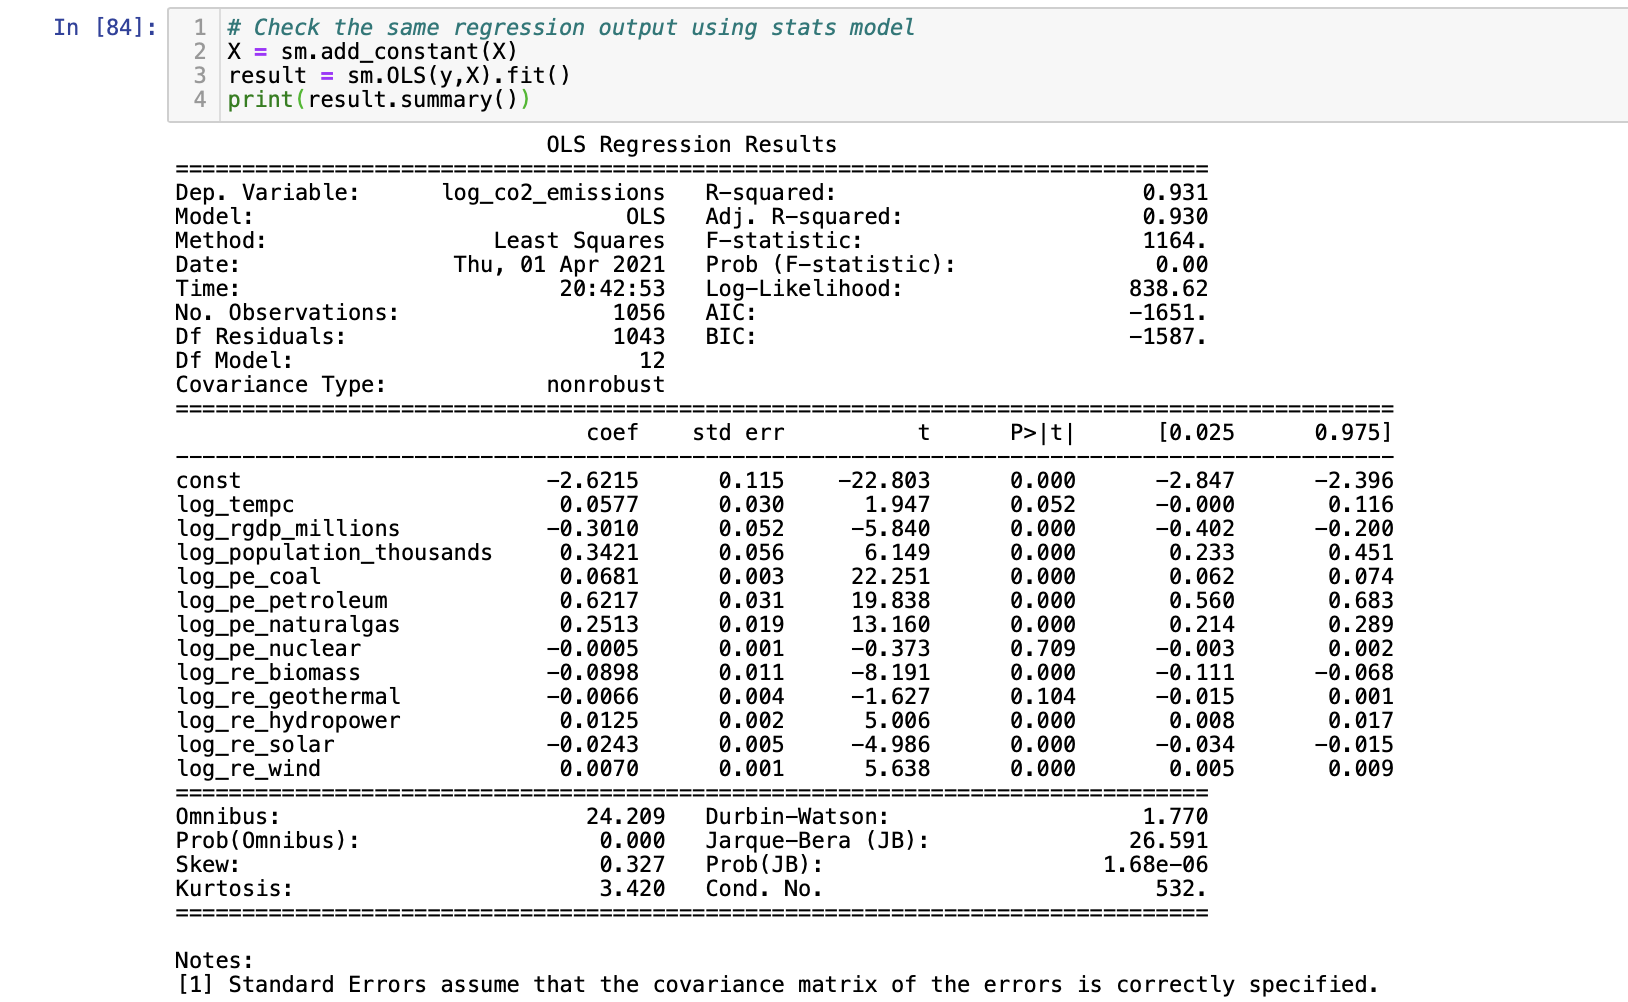 In [84]:
1 # Check the same regression output using stats model
2 X = sm.add_constant(X)
3 result = sm.OLS(y,X).fit()
4 print(result.summary())
OLS Regression Results
==============================================================================
Dep. Variable: log_co2_emissions R-squared: 0.931
Model: OLS Adj. R-squared: 0.930
Method: Least Squares F-statistic: 1164.
Date: Thu, 01 Apr 2021 Prob (F-statistic): 0.00
Time: 20:42:53 Log-Likelihood: 838.62
No. Observations: 1056 AIC: -1651.
Df Residuals: 1043 BIC: -1587.
Df Model: 12
Covariance Type: nonrobust
============================================================================================
coef std err t P>|t| [0.025 0.975]
--------------------------------------------------------------------------------------------
const -2.6215 0.115 -22.803 0.000 -2.847 -2.396
log_tempc 0.0577 0.030 1.947 0.052 -0.000 0.116
log_rgdp_millions -0.3010 0.052 -5.840 0.000 -0.402 -0.200
log_population_thousands 0.3421 0.056 6.149 0.000 0.233 0.451
log_pe_coal 0.0681 0.003 22.251 0.000 0.062 0.074
log_pe_petroleum 0.6217 0.031 19.838 0.000 0.560 0.683
log_pe_naturalgas 0.2513 0.019 13.160 0.000 0.214 0.289
log_pe_nuclear -0.0005 0.001 -0.373 0.709 -0.003 0.002
log_re_biomass -0.0898 0.011 -8.191 0.000 -0.111 -0.068
log_re_geothermal -0.0066 0.004 -1.627 0.104 -0.015 0.001
log_re_hydropower 0.0125 0.002 5.006 0.000 0.008 0.017
log_re_solar -0.0243 0.005 -4.986 0.000 -0.034 -0.015
log_re_wind 0.0070 0.001 5.638 0.000 0.005 0.009
==============================================================================
Omnibus: 24.209 Durbin-Watson: 1.770
Prob(Omnibus): 0.000 Jarque-Bera (JB): 26.591
Skew: 0.327 Prob(JB): 1.68e-06
Kurtosis: 3.420 Cond. No. 532.
==============================================================================
Notes:
[1] Standard Errors assume that the covariance matrix of the errors is correctly specified.